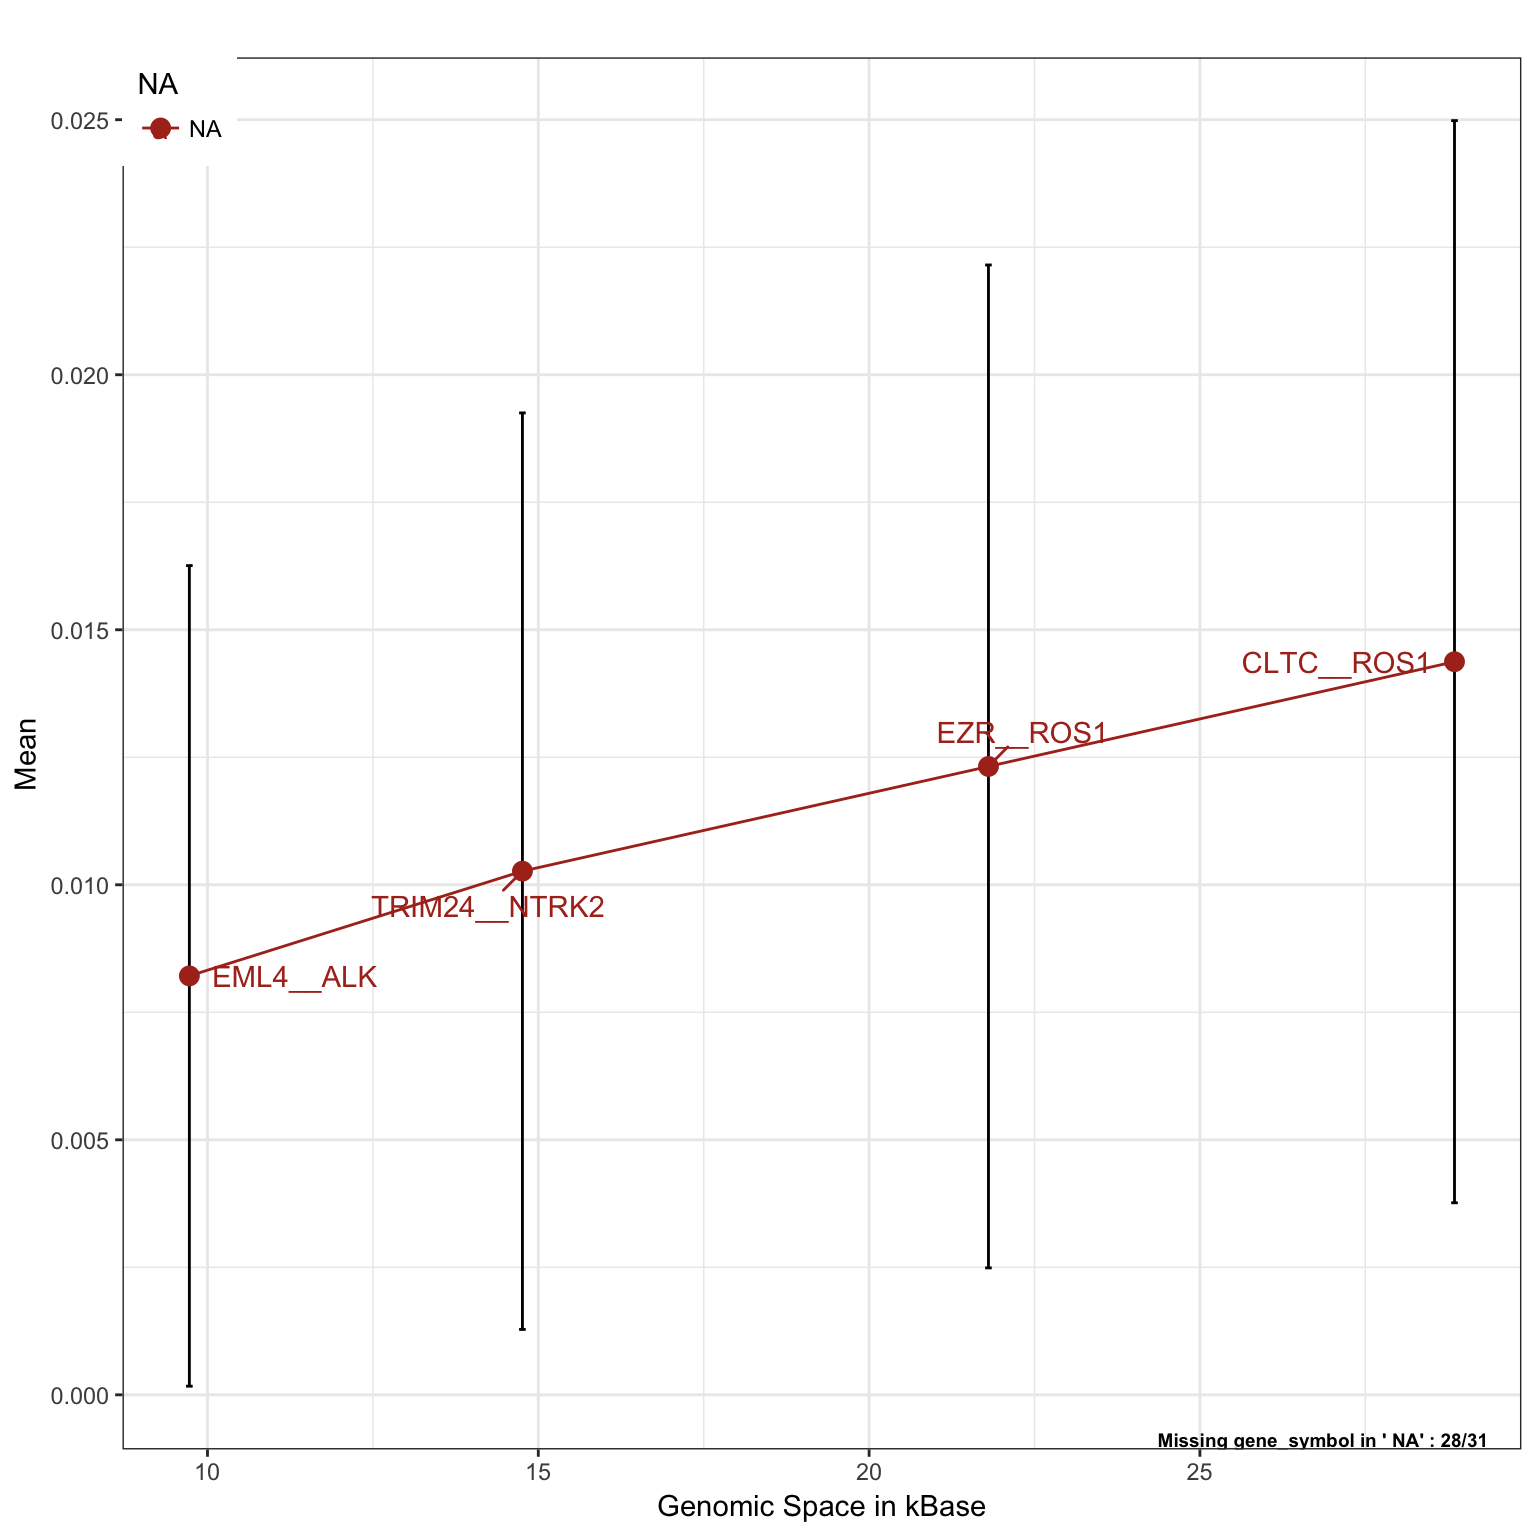 NA
NA
0.025
0.020
0.015
0.010
0.005
0.000
Mean
CLTC__ROS1
EZR__ROS1
TRIM24__NTRK2
EML4__ALK
Missing gene_symbol in ' NA' : 28/31
10
15
20
25
Genomic Space in kBase